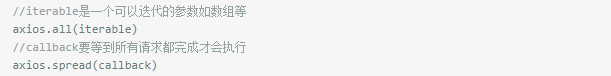 //iterable是一个可以迭代的参数如数组等
axios.all(iterable)
//callback要等到所有请求都完成才会执行
axios.spread(callback)